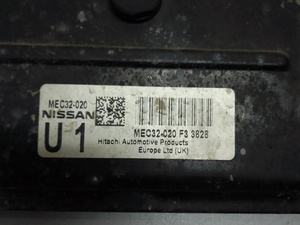 MEC32-020
NISSAN
U1
MEC32-020 F3 3828
Hitachi Automotive Products
Europe Ltd (UK)